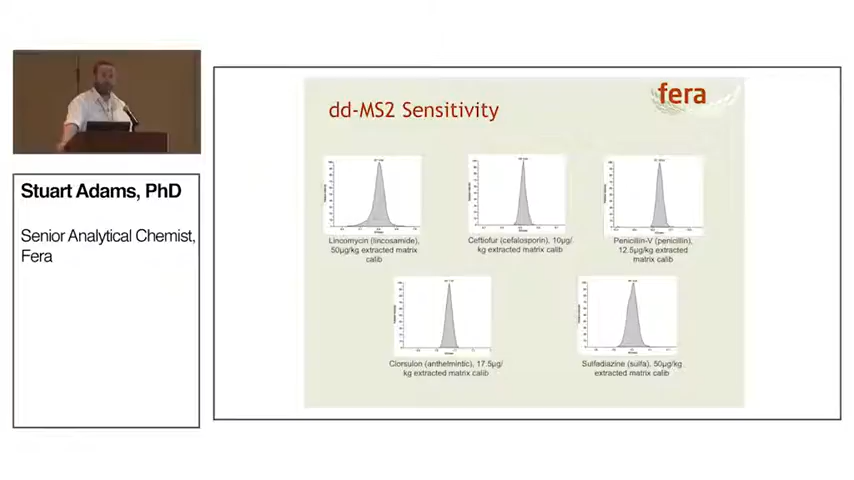 fera
dd-MS2 Sensitivity
Stuart Adams, PhD
Senior Analytical Chemist,
Fera
Lincomycin (lincosamide),
50µg/kg extracted matrix
calib
Ceftiofur (cefalosporin), 10µg/
kg extracted matrix calib
Penicillin-V (penicillin),
12.5µg/kg extracted
matrix calib
Clorsulon (anthelmintic), 17.5µg/
kg extracted matrix calib
Sulfadiazine (sulfa), 50µg/kg
extracted matrix calib